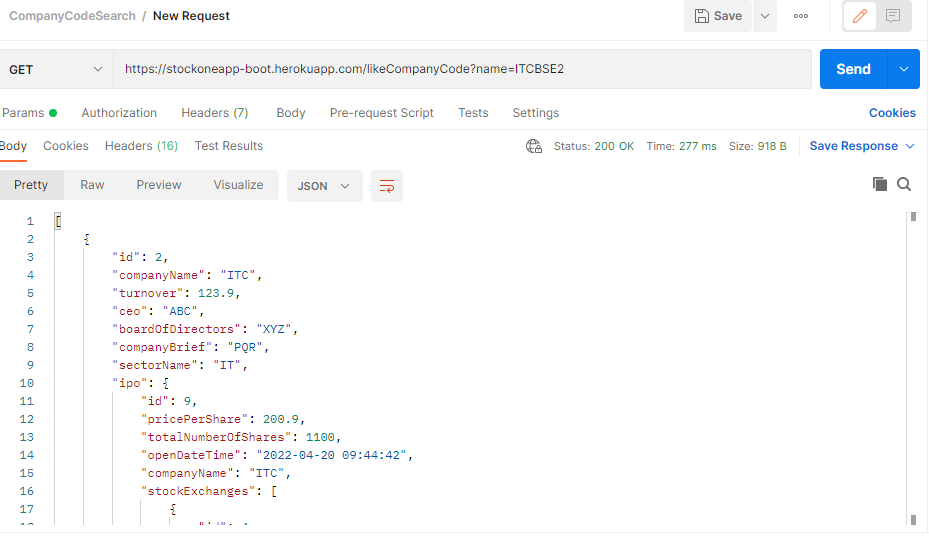 CompanyCodeSearch / New Request Save
GET https://stockoneapp-boot.herokuapp.com/likeCompanyCode?name=ITCBSE2 Send
Params Authorization Headers (7) Body Pre-request Script Tests Settings Cookies
Body Cookies Headers (16) Test Results Status: 200 OK Time: 277 ms Size: 918 B Save Response
Pretty Raw Preview Visualize JSON
1 [
2 {
3 "id": 2,
4 "companyName": "ITC",
5 "turnover": 123.9,
6 "ceo": "ABC",
7 "boardOfDirectors": "XYZ",
8 "companyBrief": "PQR",
9 "sectorName": "IT",
10 "ipo": {
11 "id": 9,
12 "pricePerShare": 200.9,
13 "totalNumberOfShares": 1100,
14 "openDateTime": "2022-04-20 09:44:42",
15 "companyName": "ITC",
16 "stockExchanges": [
17 {